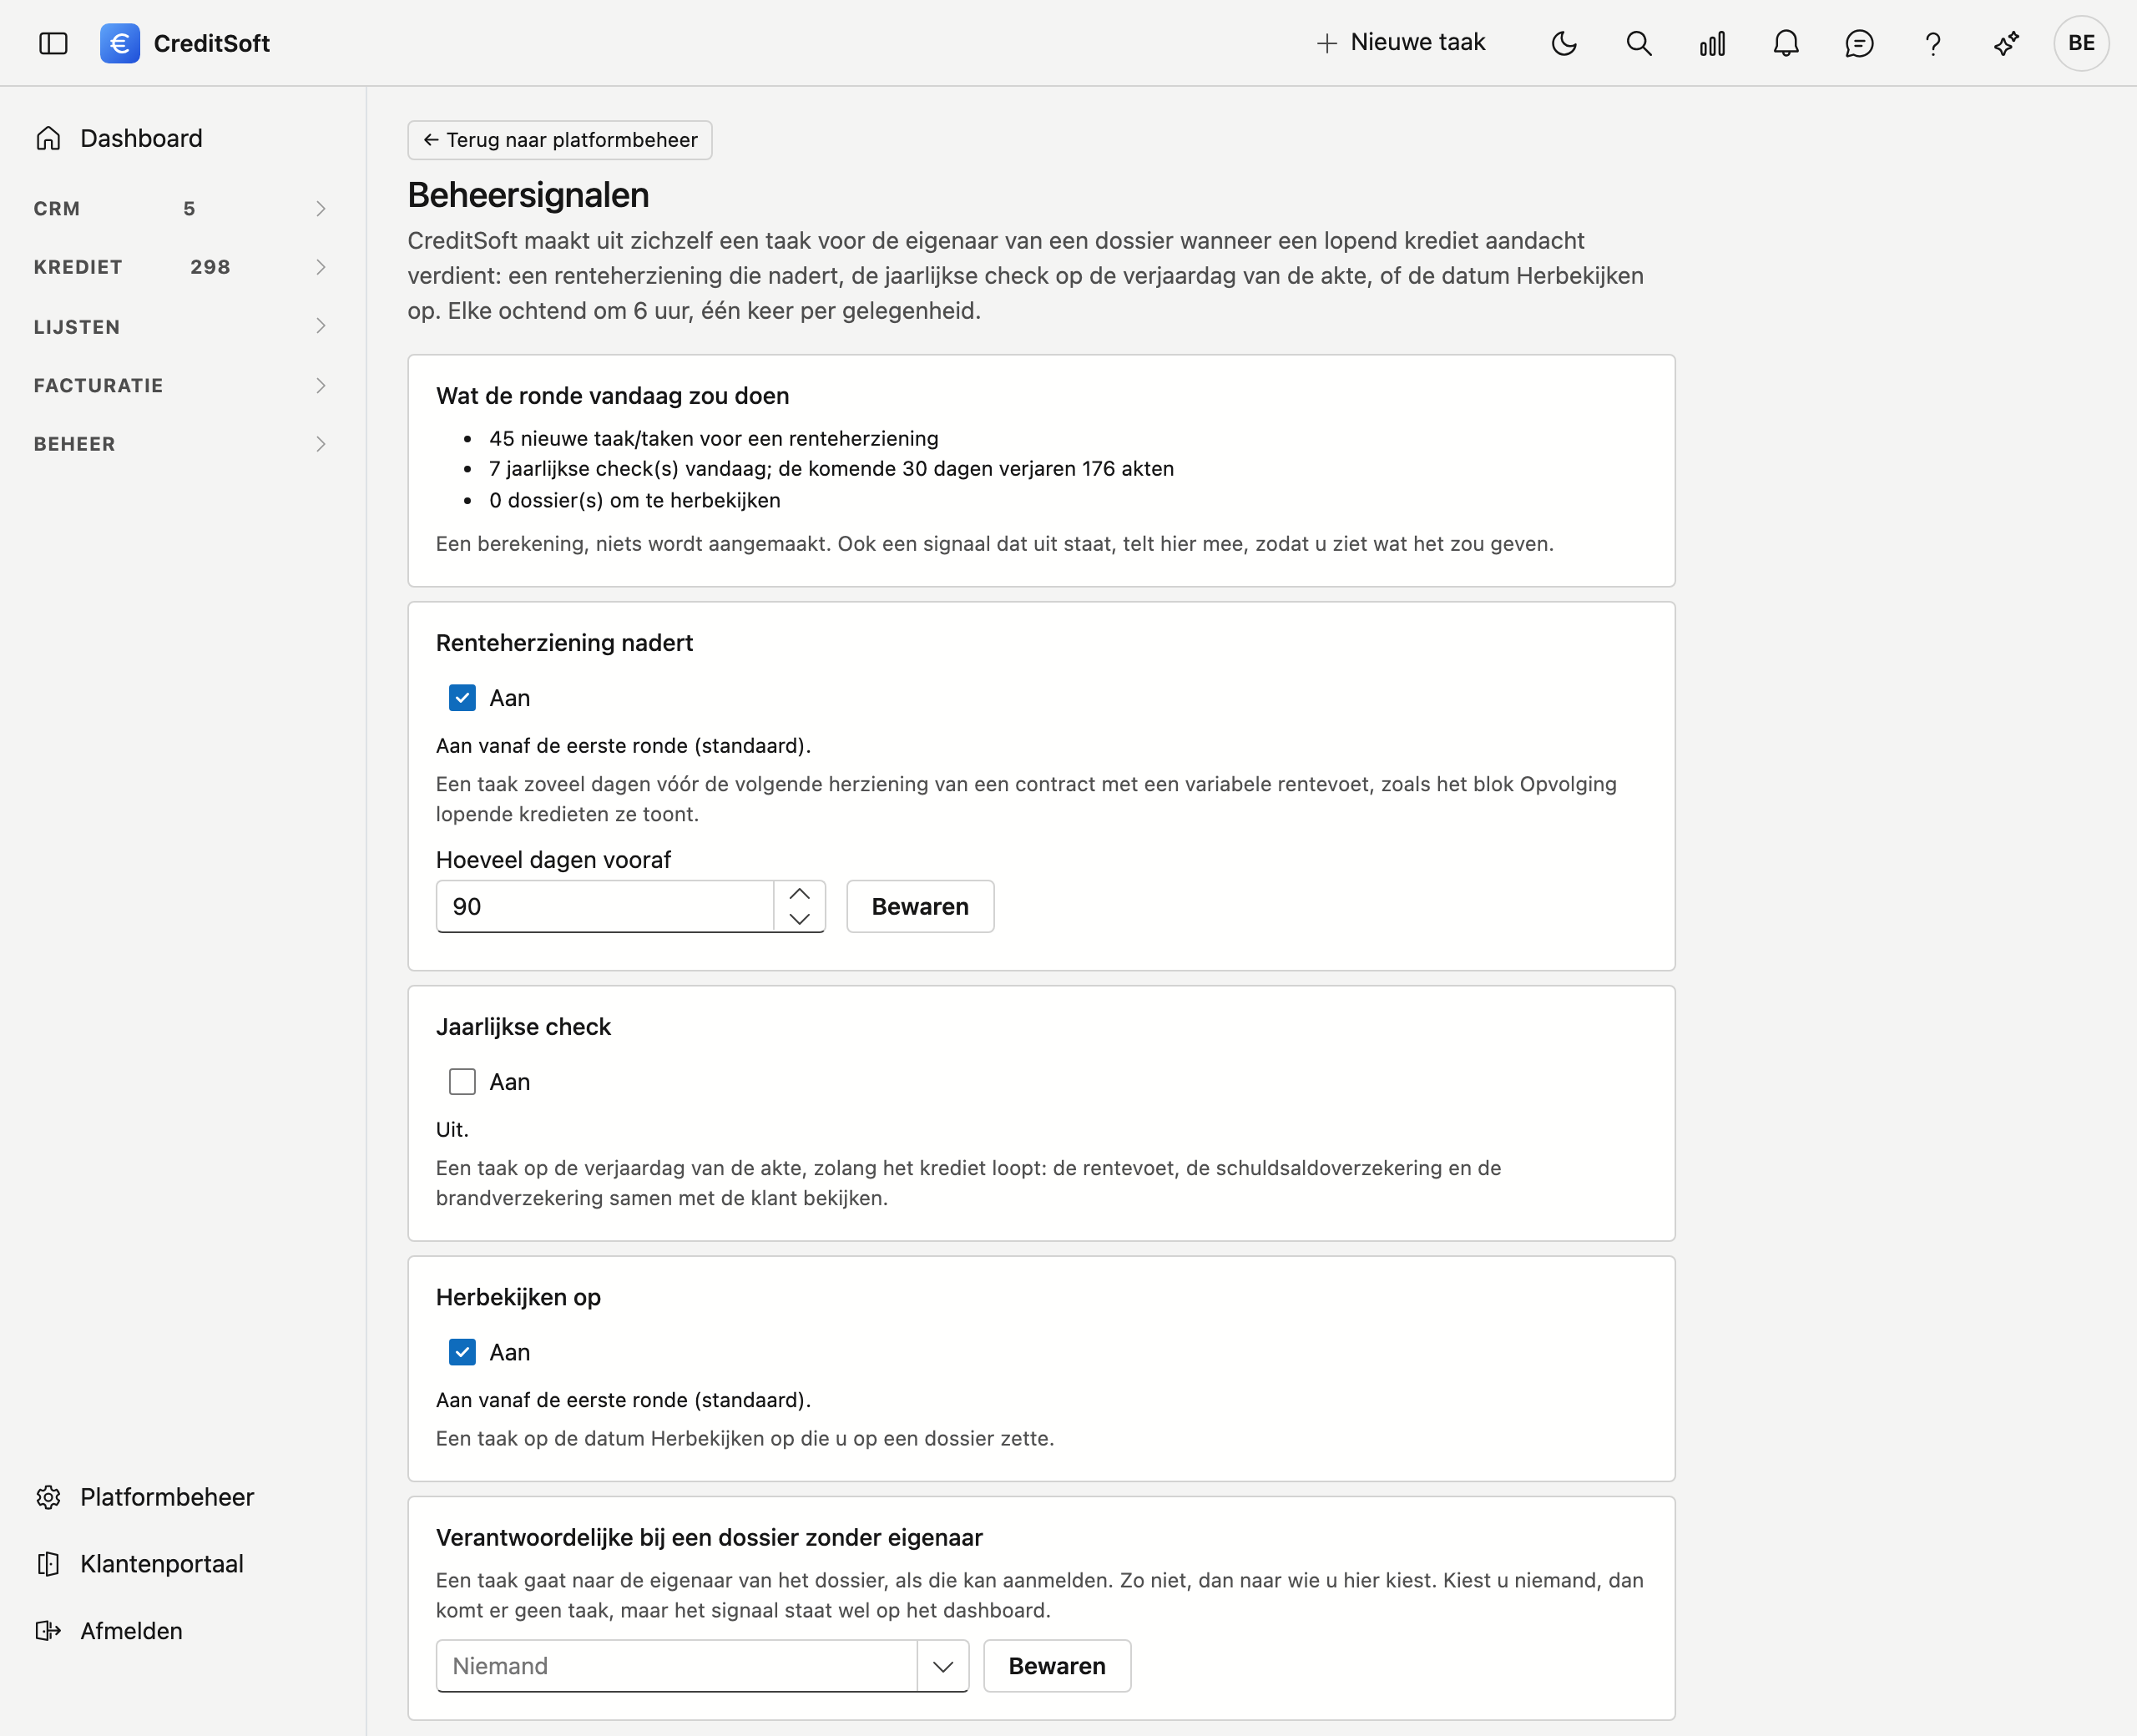 € CreditSoft
Nieuwe taak
BE
Dashboard
CRM 5
KREDIET 298
LIJSTEN
FACTURATIE
BEHEER
Platformbeheer
Klantenportaal
Afmelden
← Terug naar platformbeheer
Beheersignalen
CreditSoft maakt uit zichzelf een taak voor de eigenaar van een dossier wanneer een lopend krediet aandacht
verdient: een renteherziening die nadert, de jaarlijkse check op de verjaardag van de akte, of de datum Herbekijken
op. Elke ochtend om 6 uur, één keer per gelegenheid.
Wat de ronde vandaag zou doen
• 45 nieuwe taak/taken voor een renteherziening
• 7 jaarlijkse check(s) vandaag; de komende 30 dagen verjaren 176 akten
• 0 dossier(s) om te herbekijken
Een berekening, niets wordt aangemaakt. Ook een signaal dat uit staat, telt hier mee, zodat u ziet wat het zou geven.
Renteherziening nadert
Aan
Aan vanaf de eerste ronde (standaard).
Een taak zoveel dagen vóór de volgende herziening van een contract met een variabele rentevoet, zoals het blok Opvolging
lopende kredieten ze toont.
Hoeveel dagen vooraf
90
Bewaren
Jaarlijkse check
Aan
Uit.
Een taak op de verjaardag van de akte, zolang het krediet loopt: de rentevoet, de schuldsaldoverzekering en de
brandverzekering samen met de klant bekijken.
Herbekijken op
Aan
Aan vanaf de eerste ronde (standaard).
Een taak op de datum Herbekijken op die u op een dossier zette.
Verantwoordelijke bij een dossier zonder eigenaar
Een taak gaat naar de eigenaar van het dossier, als die kan aanmelden. Zo niet, dan naar wie u hier kiest. Kiest u niemand, dan
komt er geen taak, maar het signaal staat wel op het dashboard.
Niemand
Bewaren